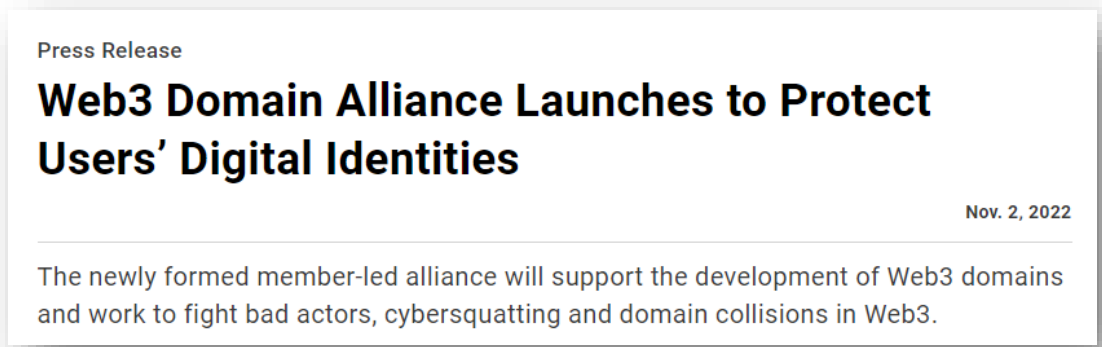 Press Release
Web3 Domain Alliance Launches to Protect
Users’ Digital Identities
Nov. 2, 2022
The newly formed member-led alliance will support the development of Web3 domains
and work to fight bad actors, cybersquatting and domain collisions in Web3.